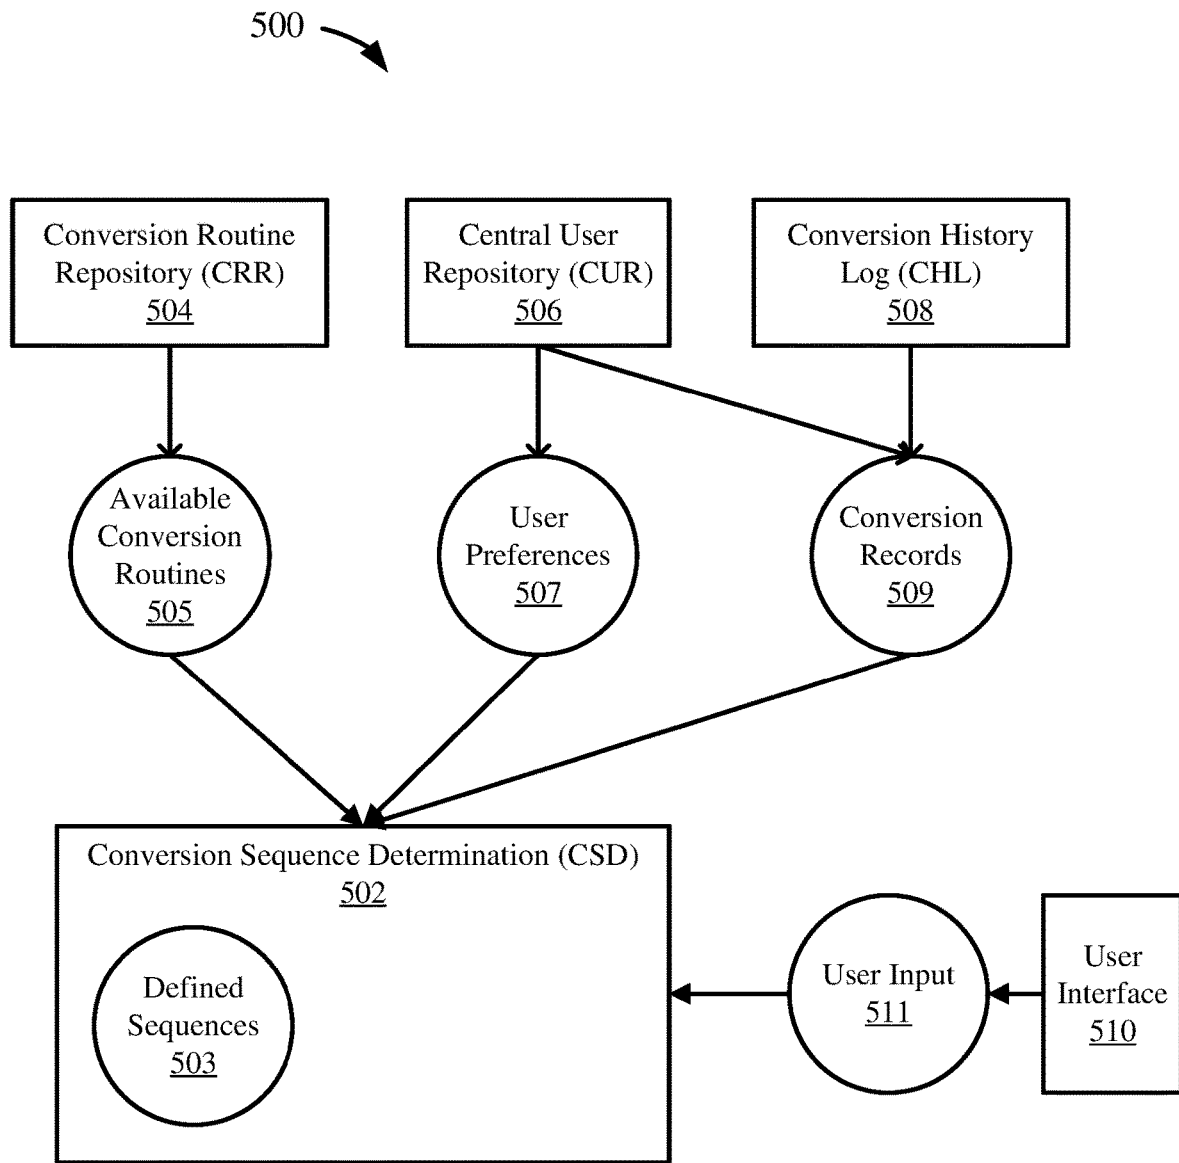 500
Conversion Routine
Repository (CRR)
504
Central User
Repository (CUR)
506
Conversion History
Log (CHL)
508
Available
Conversion
Routines
505
User
Preferences
507
Conversion
Records
509
Conversion Sequence Determination (CSD)
502
Defined
Sequences
503
User Input
511
User
Interface
510